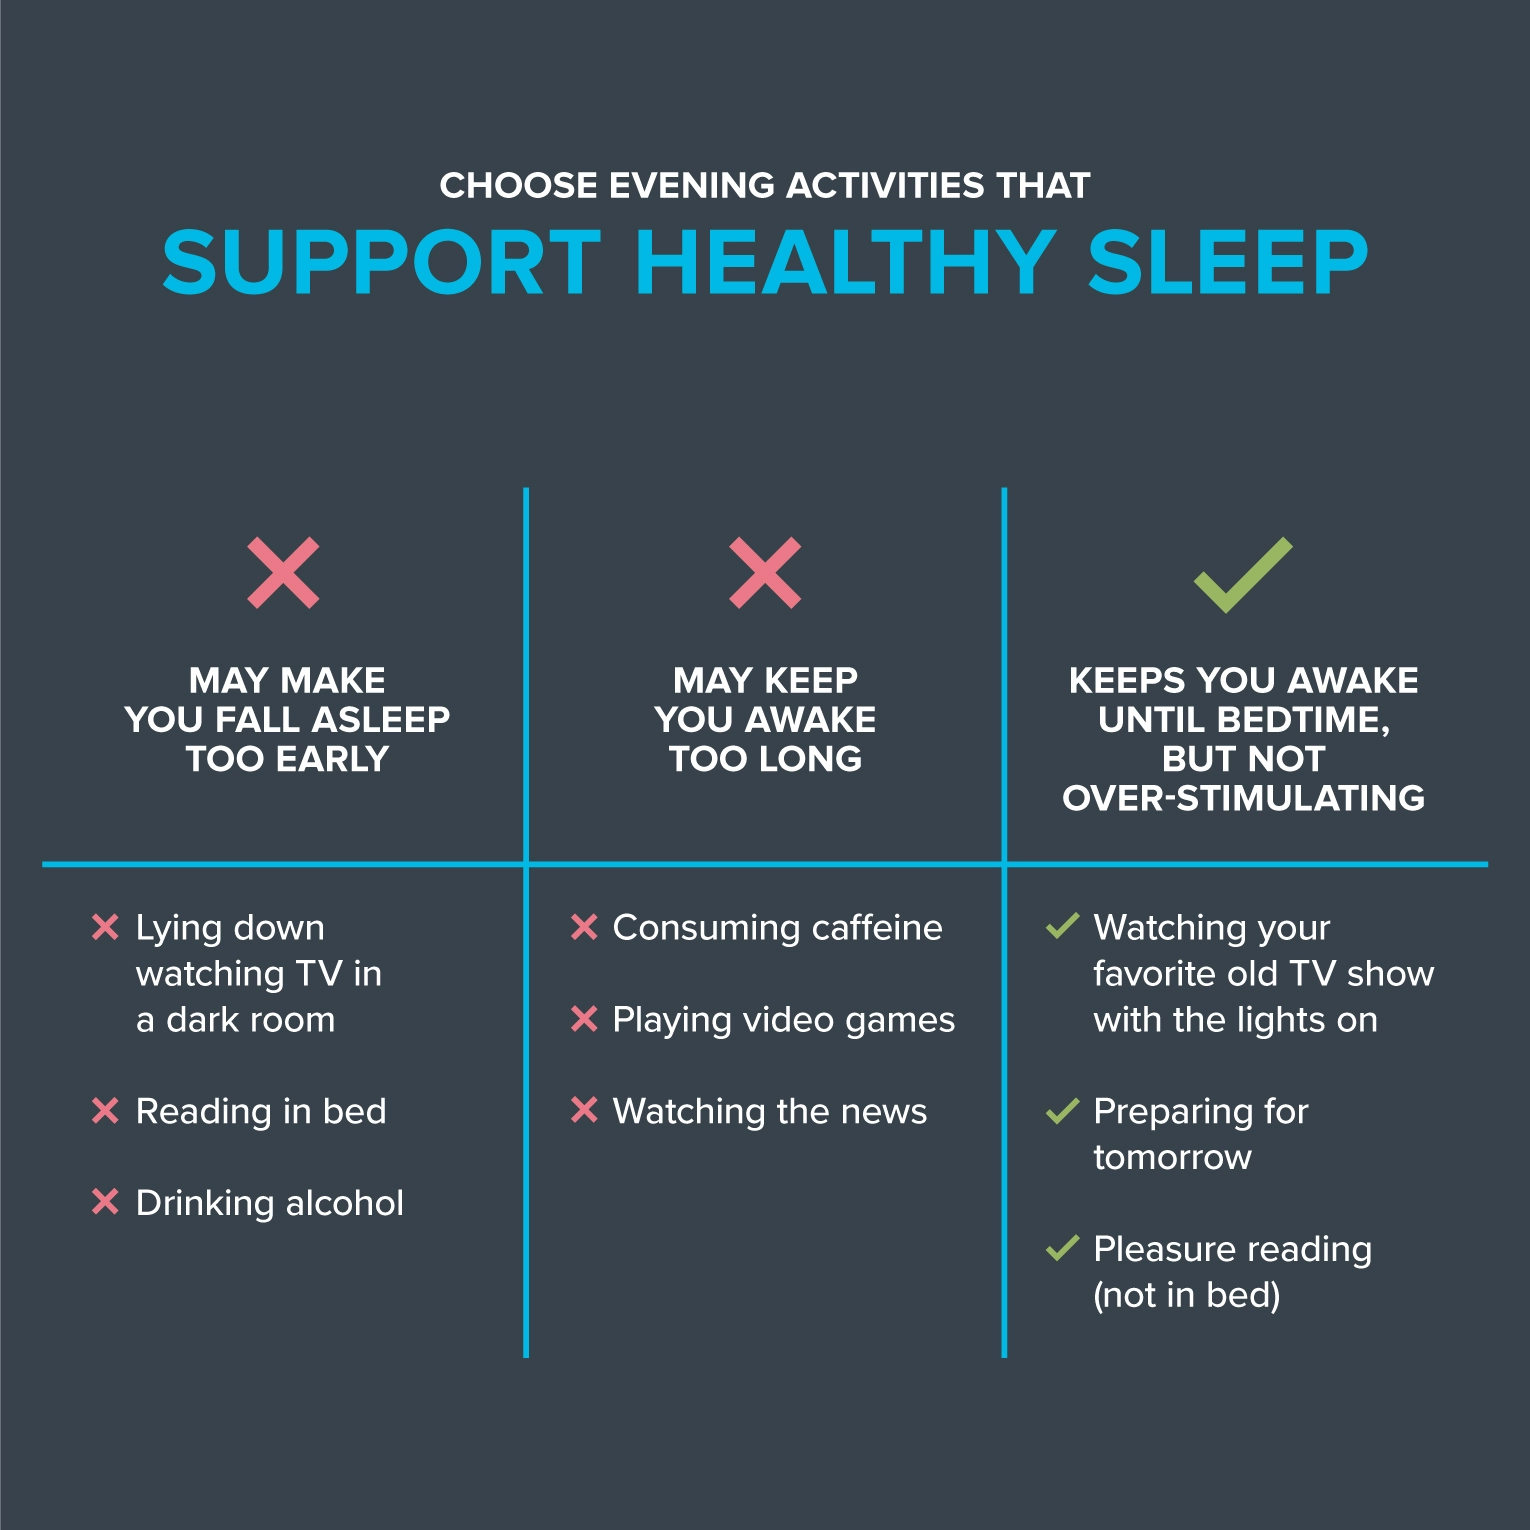 CHOOSE EVENING ACTIVITIES THAT
SUPPORT HEALTHY SLEEP
MAY MAKE
YOU FALL ASLEEP
TOO EARLY
Lying down
watching TV in
a dark room
Reading in bed
Drinking alcohol
MAY KEEP
YOU AWAKE
TOO LONG
Consuming caffeine
Playing video games
Watching the news
KEEPS YOU AWAKE
UNTIL BEDTIME,
BUT NOT
OVER-STIMULATING
Watching your
favorite old TV show
with the lights on
Preparing for
tomorrow
Pleasure reading
(not in bed)